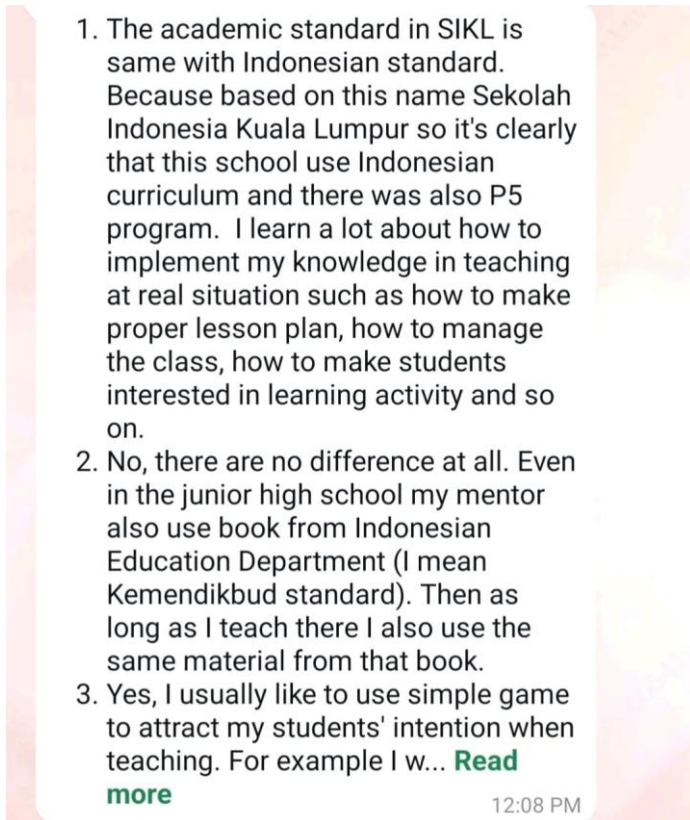 1. The academic standard in SIKL is
same with Indonesian standard.
Because based on this name Sekolah
Indonesia Kuala Lumpur so it's clearly
that this school use Indonesian
curriculum and there was also P5
program.  I learn a lot about how to
implement my knowledge in teaching
at real situation such as how to make
proper lesson plan, how to manage
the class, how to make students
interested in learning activity and so
on.
2. No, there are no difference at all. Even
in the junior high school my mentor
also use book from Indonesian
Education Department (I mean
Kemendikbud standard). Then as
long as I teach there I also use the
same material from that book.
3. Yes, I usually like to use simple game
to attract my students' intention when
teaching. For example I w... Read
more
12:08 PM